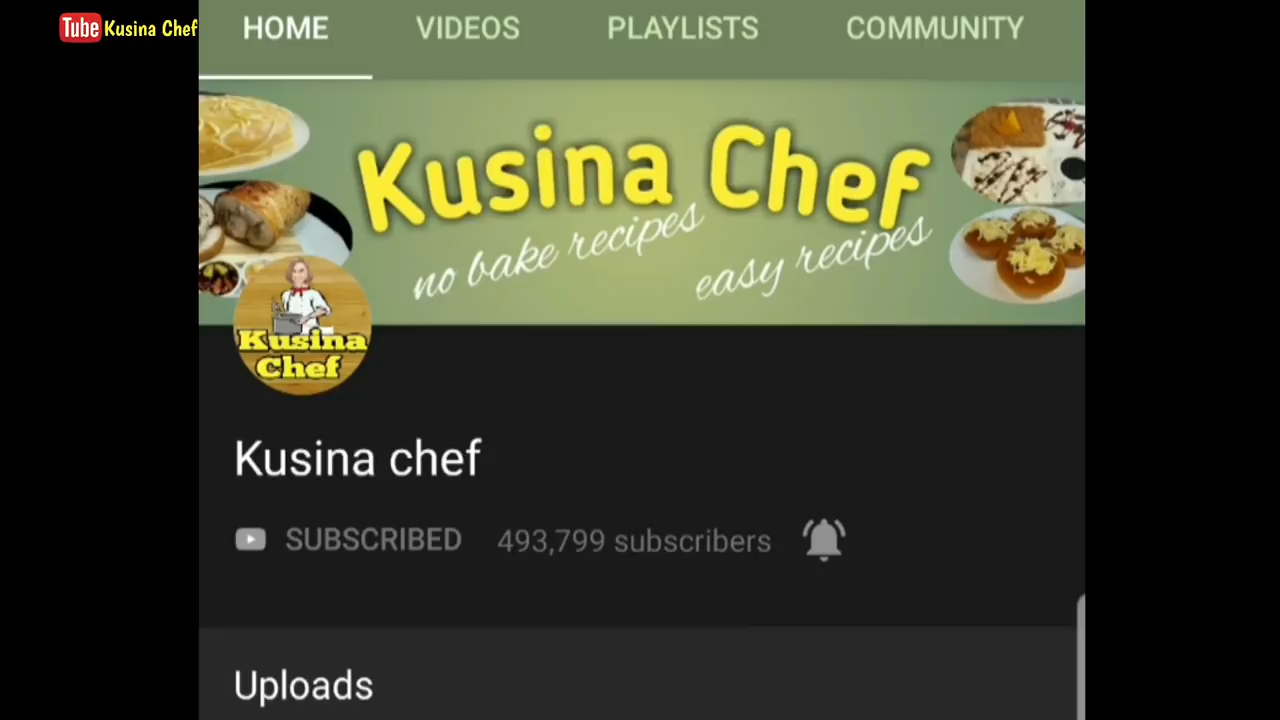 Tube Kusina Chef
HOME VIDEOS PLAYLISTS COMMUNITY
Kusina Chef
no bake recipes
easy recipes
Kusina
Chef
Kusina chef
SUBSCRIBED 493,799 subscribers
Uploads